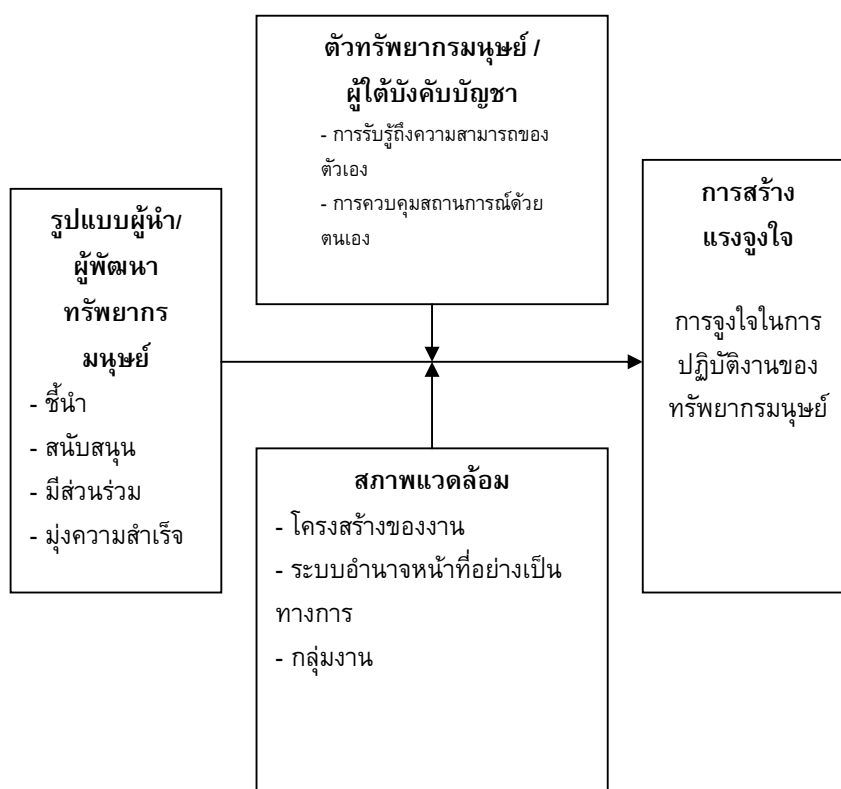 ตัวทรัพยากรมนุษย์ /
ผู้ใต้บังคับบัญชา
- การรับรู้ถึงความสามารถของ
ตัวเอง
- การควบคุมสถานการณ์ด้วย
ตนเอง
รูปแบบผู้นำ/
ผู้พัฒนา
ทรัพยากร
มนุษย์
- ชี้นำ
- สนับสนุน
- มีส่วนร่วม
- มุ่งความสำเร็จ
สภาพแวดล้อม
- โครงสร้างของงาน
- ระบบอำนาจหน้าที่อย่างเป็น
ทางการ
- กลุ่มงาน
การสร้าง
แรงจูงใจ
การจูงใจในการ
ปฏิบัติงานของ
ทรัพยากรมนุษย์